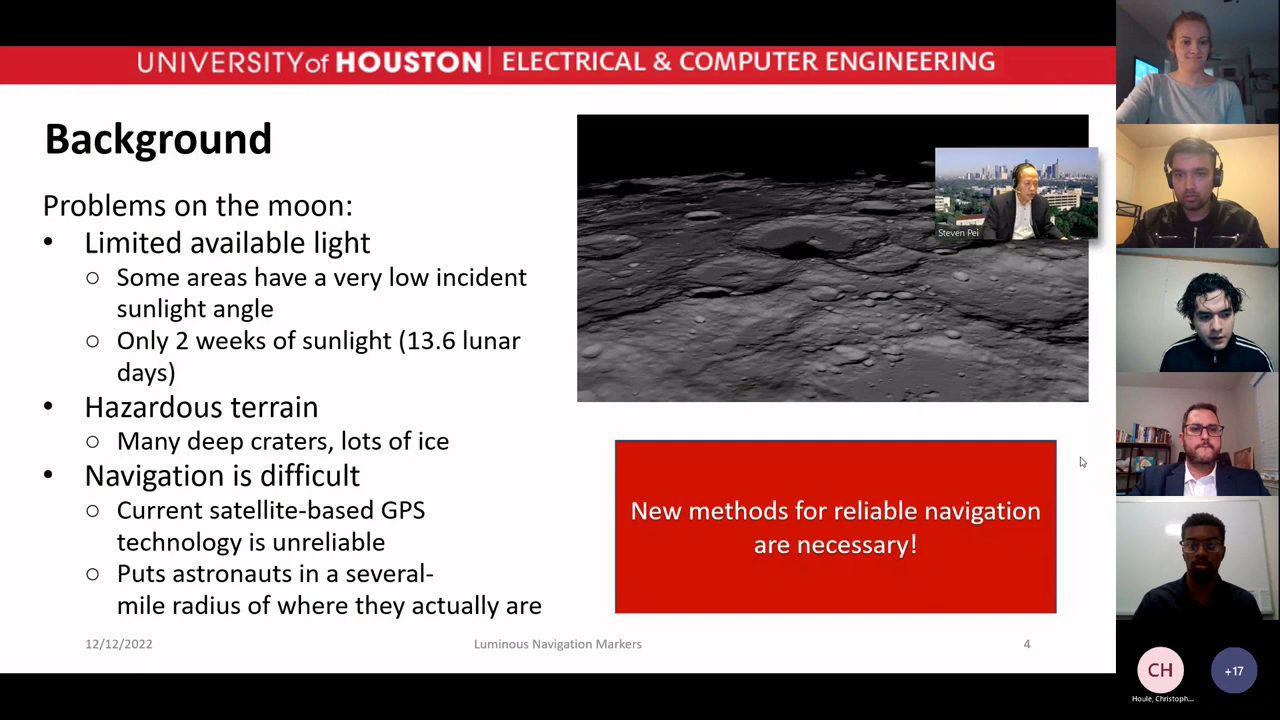 UNIVERSITY of HOUSTON | ELECTRICAL & COMPUTER ENGINEERING
Background
Problems on the moon:
• Limited available light
○ Some areas have a very low incident
sunlight angle
○ Only 2 weeks of sunlight (13.6 lunar
days)
• Hazardous terrain
○ Many deep craters, lots of ice
• Navigation is difficult
○ Current satellite-based GPS
technology is unreliable
○ Puts astronauts in a several-
mile radius of where they actually are
Steven Pei
New methods for reliable navigation
are necessary!
12/12/2022
Luminous Navigation Markers
4
CH
Houle, Christoph...
+17